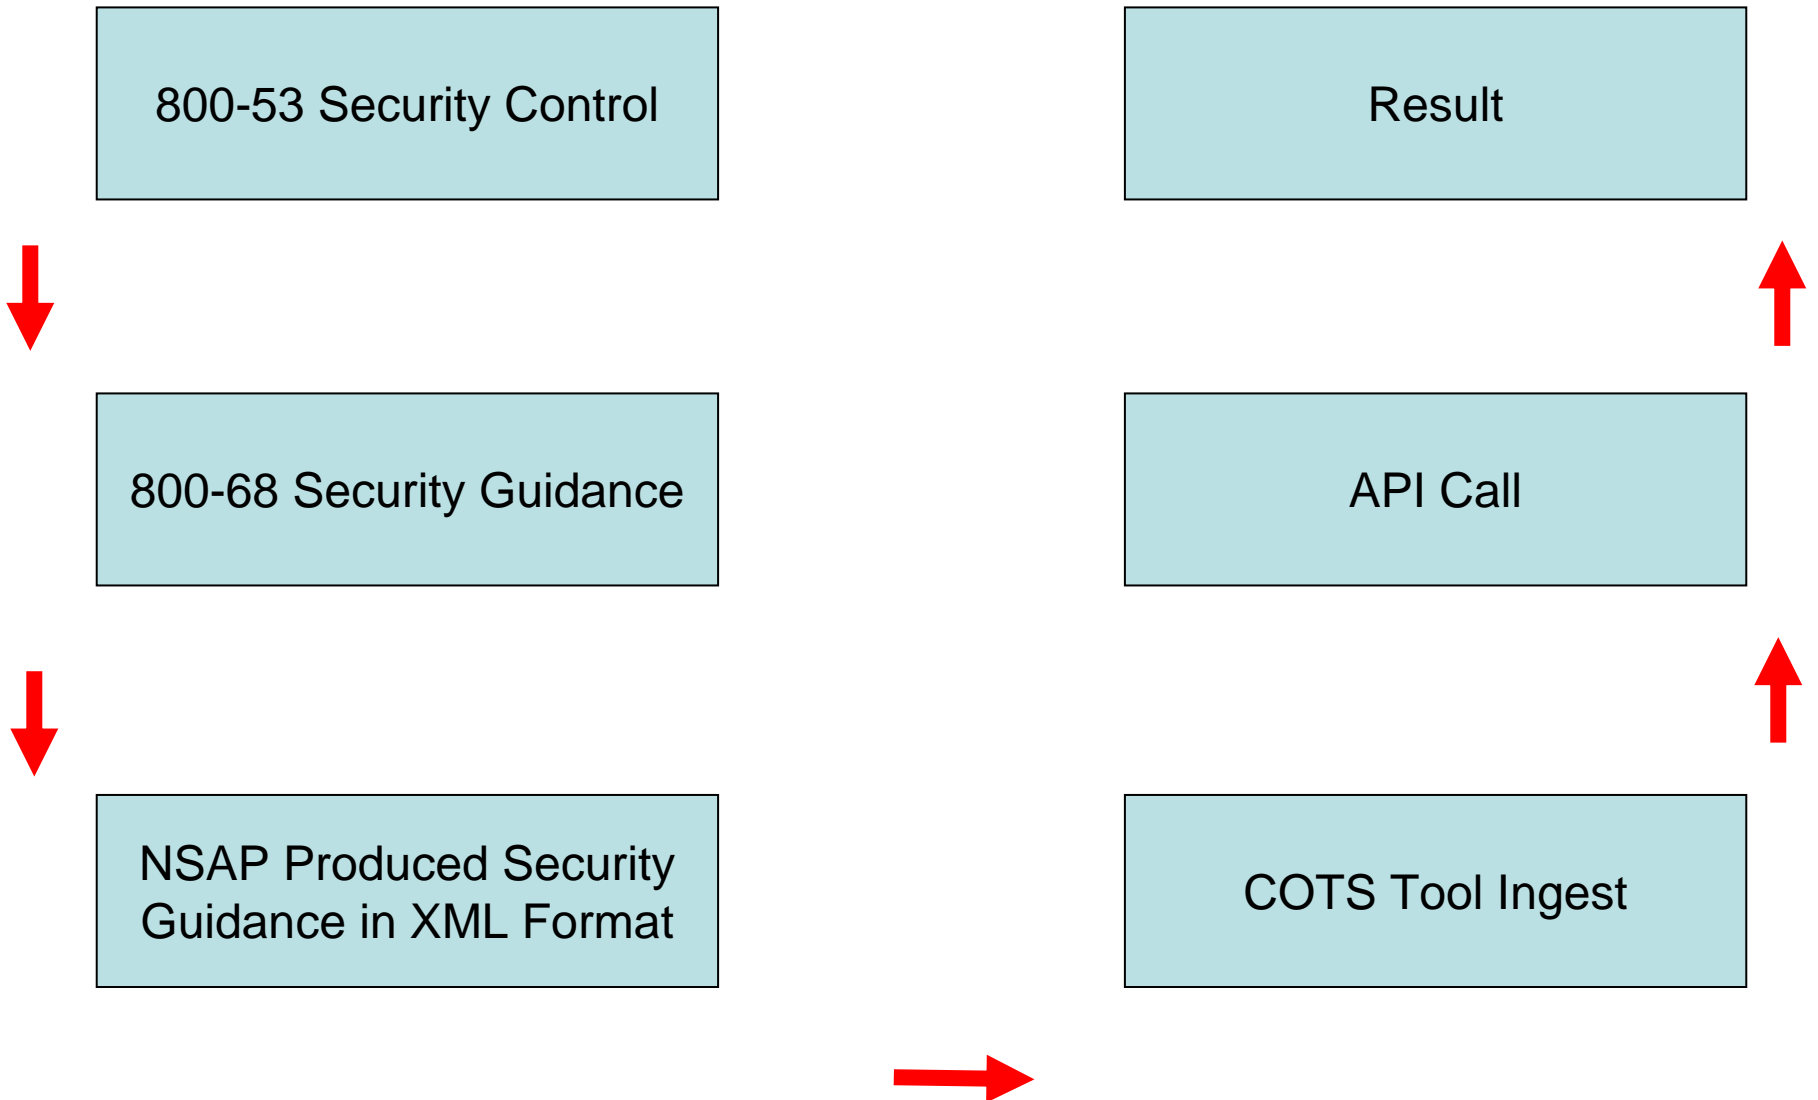 800-53 Security Control
Result
800-68 Security Guidance
API Call
NSAP Produced Security
Guidance in XML Format
COTS Tool Ingest